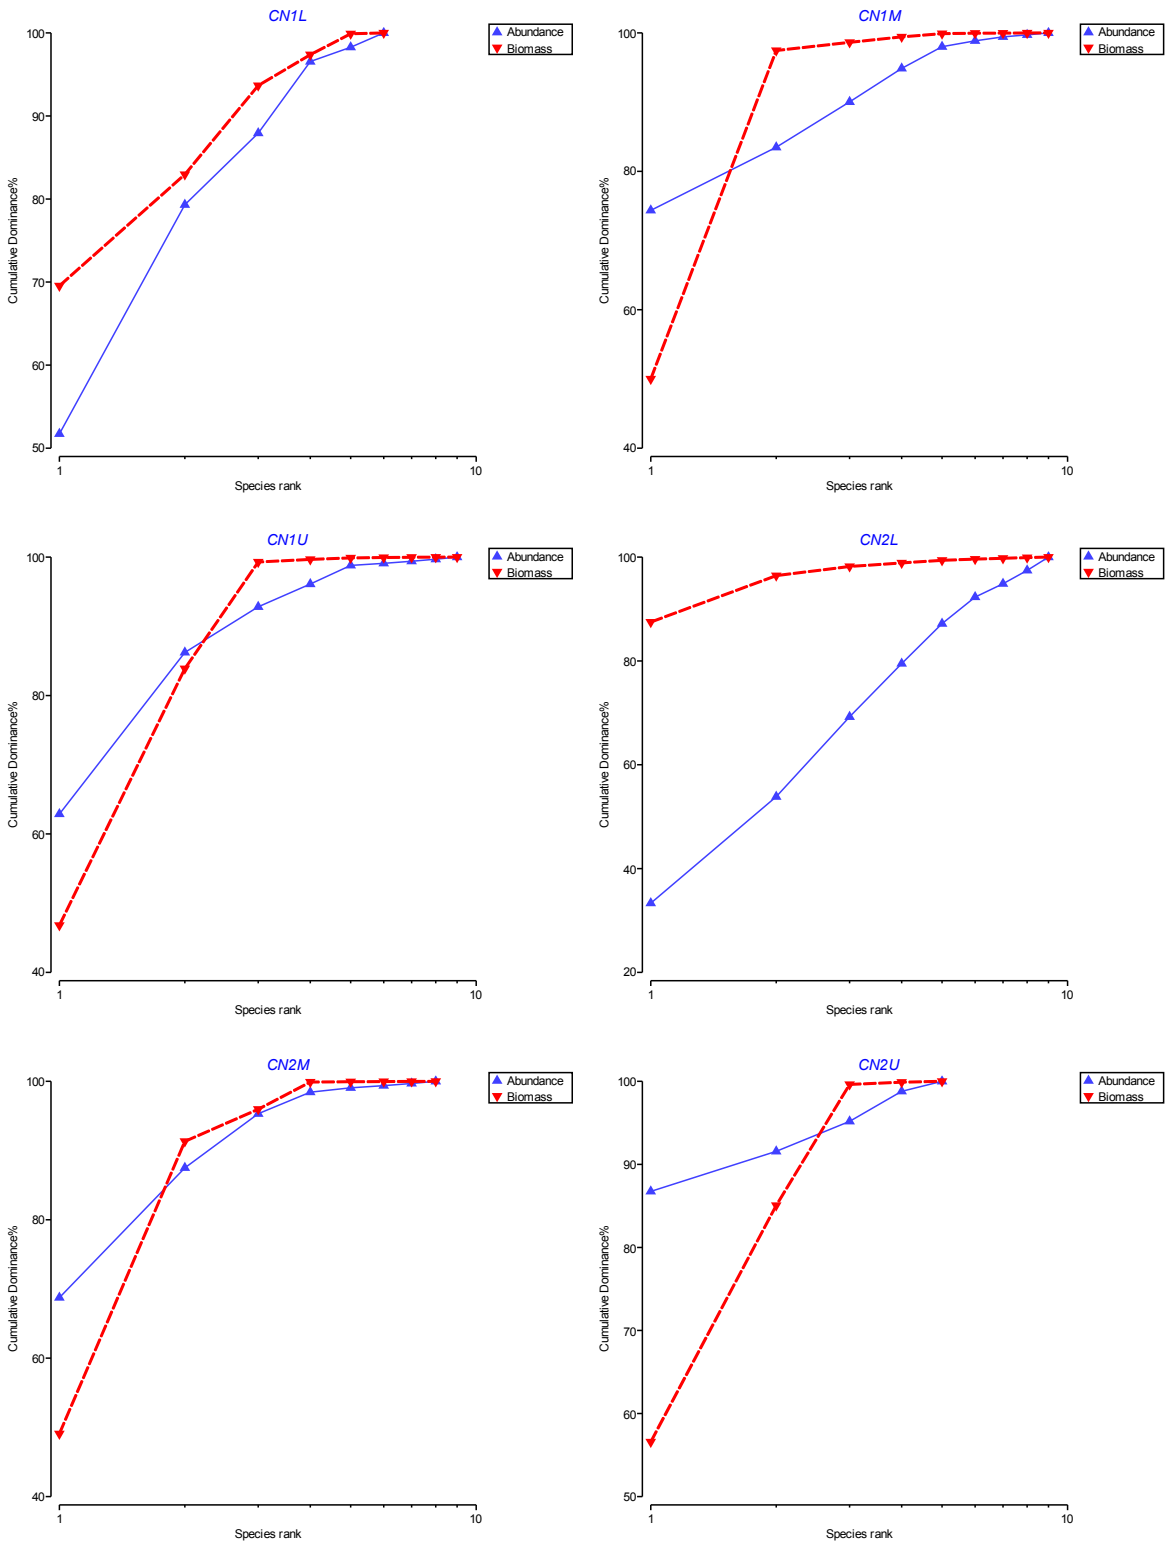 CN1L
Abundance
Biomass
Cumulative Dominance%
100
90
80
70
60
50
1
10
Species rank
CN1M
Abundance
Biomass
Cumulative Dominance%
100
80
60
40
1
10
Species rank
CN1U
Abundance
Biomass
Cumulative Dominance%
100
80
60
40
1
10
Species rank
CN2L
Abundance
Biomass
Cumulative Dominance%
100
80
60
40
20
1
10
Species rank
CN2M
Abundance
Biomass
Cumulative Dominance%
100
80
60
40
1
10
Species rank
CN2U
Abundance
Biomass
Cumulative Dominance%
100
90
80
70
60
50
1
10
Species rank